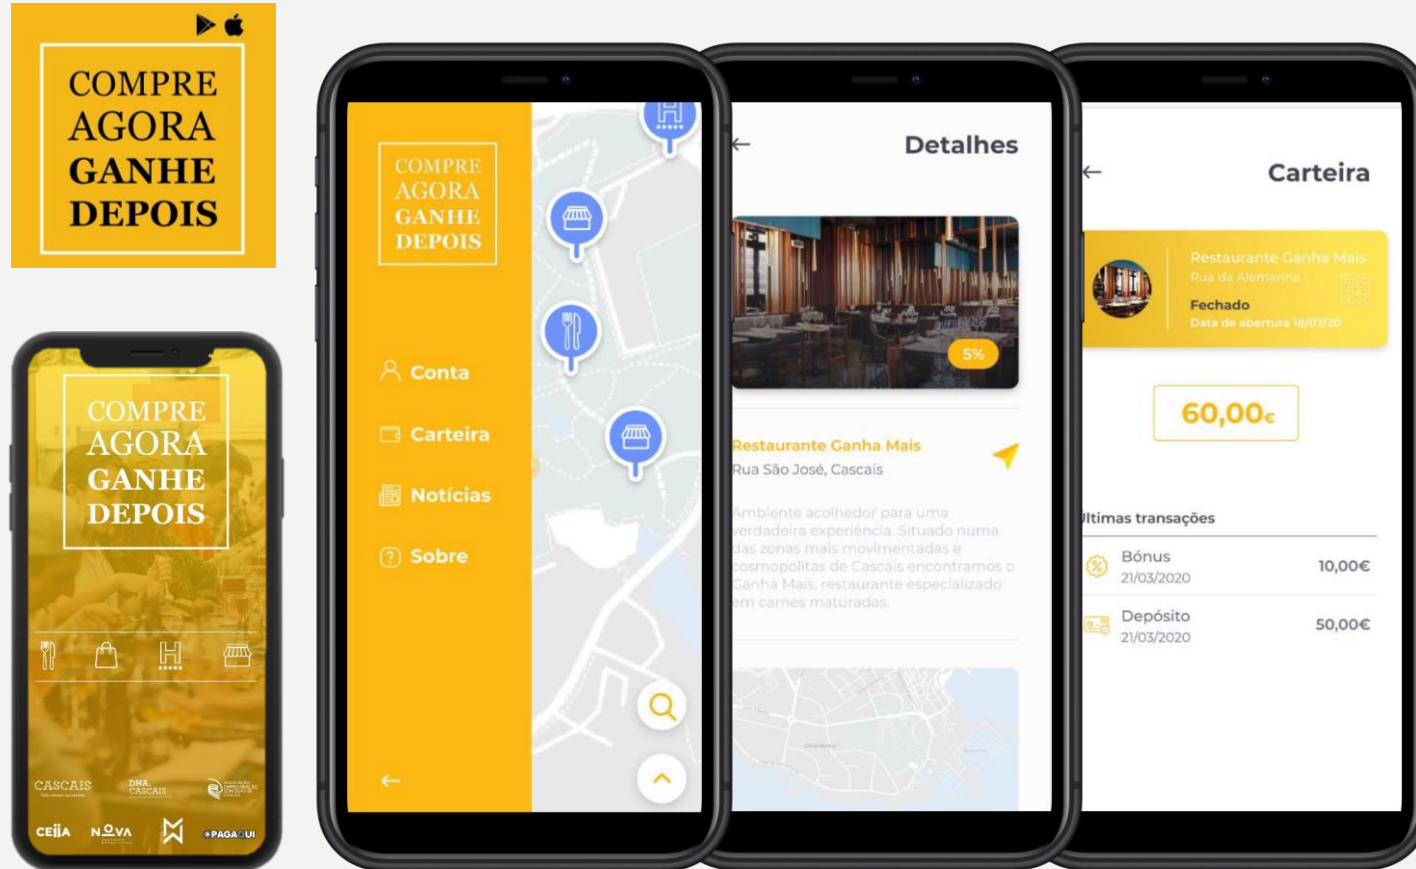 COMPRE
AGORA
GANHE
DEPOIS
COMPRE
AGORA
GANHE
DEPOIS
CASCAIS
DNA
CASCAIS
CEiiA
NOVA
PAGAQUI
COMPRE
AGORA
GANHE
DEPOIS
Conta
Carteira
Notícias
Sobre
Detalhes
5%
Restaurante Ganha Mais
Rua São José, Cascais
Ambiente acolhedor para uma
verdadeira experiência. Situado numa
das zonas mais movimentadas e
cosmopolitas de Cascais encontramos o
Ganha Mais, restaurante especializado
em carnes maturadas.
Carteira
Restaurante Ganha Mais
Rua da Alemanha
Fechado
Data de abertura 18/07/20
60,00€
Ultimas transações
Bónus
10,00€
21/03/2020
Depósito
50,00€
21/03/2020